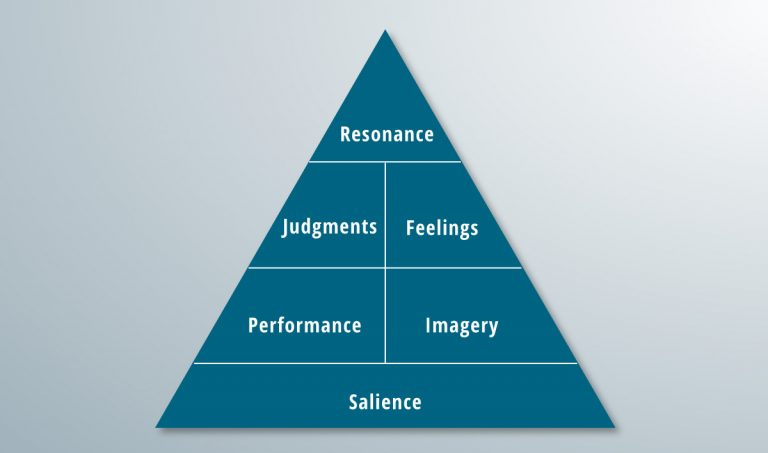 Resonance
Judgments
Feelings
Performance
Imagery
Salience